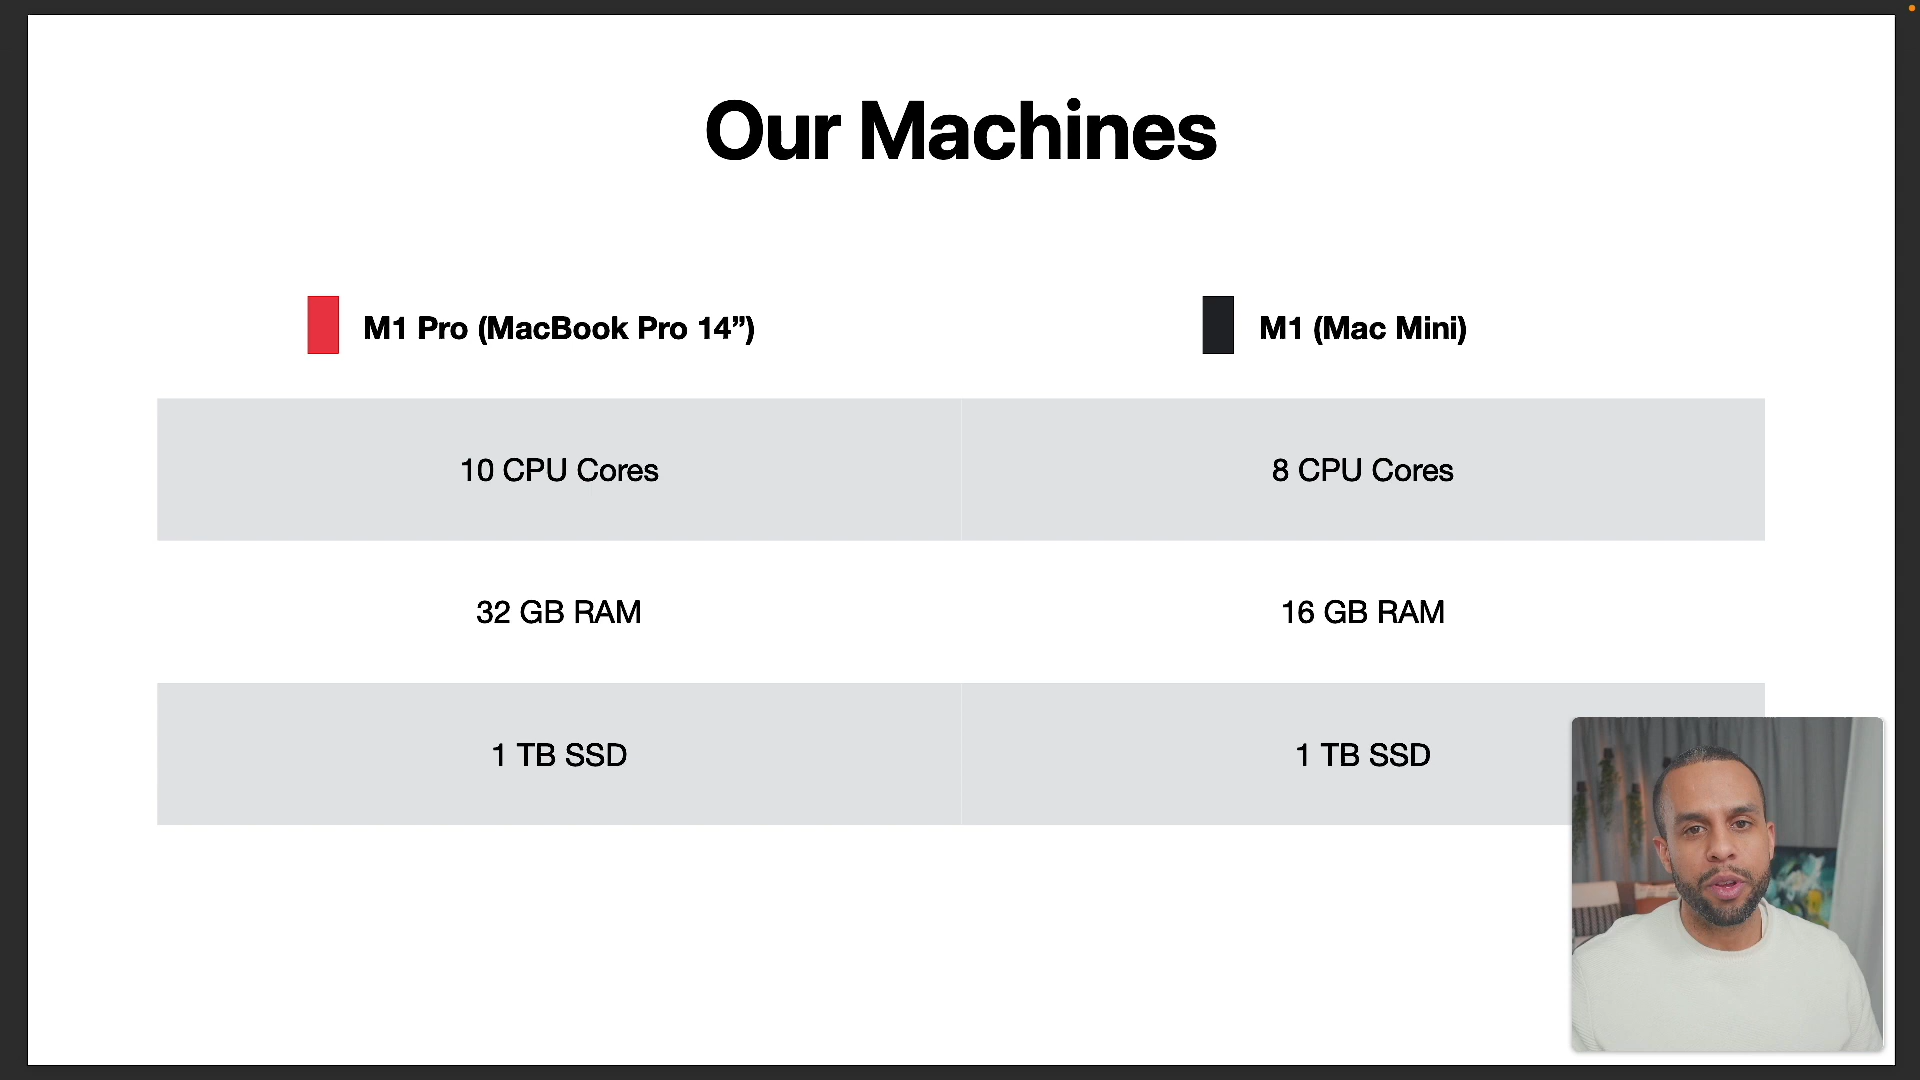 Our Machines
M1 Pro (MacBook Pro 14”)
M1 (Mac Mini)
10 CPU Cores
8 CPU Cores
32 GB RAM
16 GB RAM
1 TB SSD
1 TB SSD